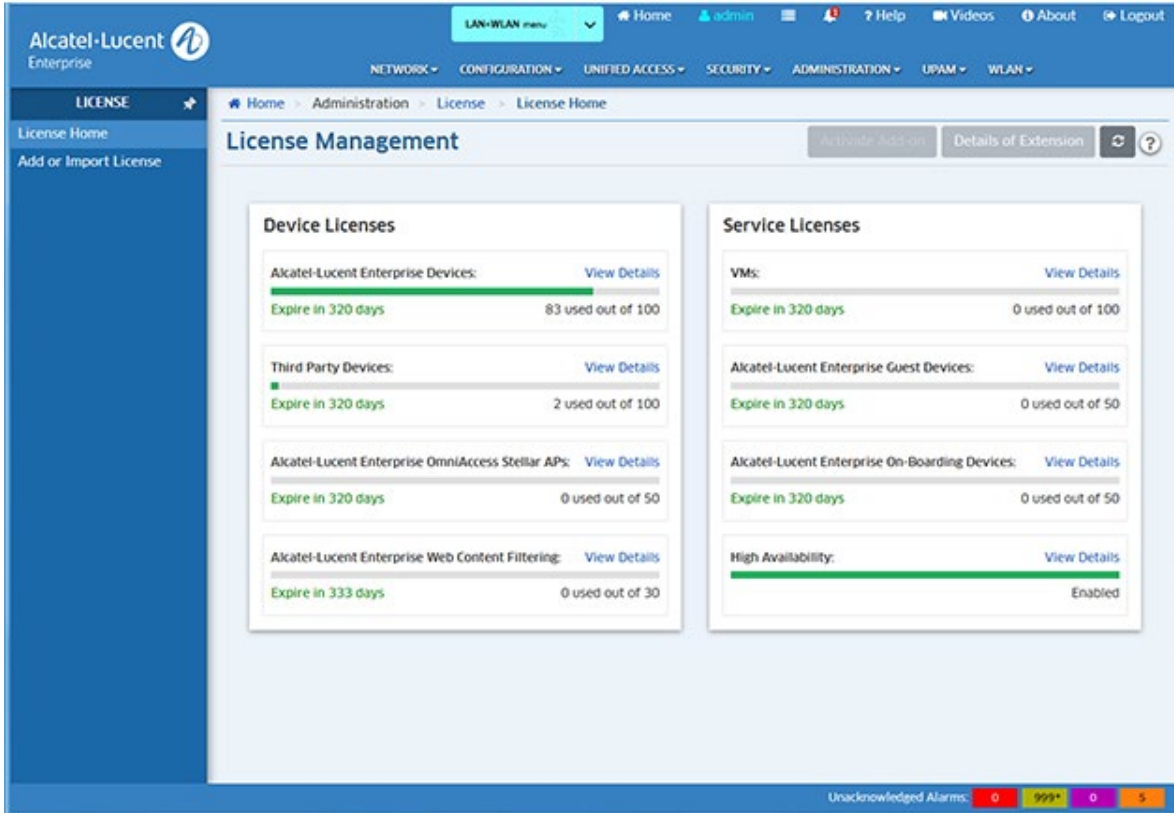 Alcatel·Lucent
Enterprise
LAN+WLAN menu
Home
admin
? Help
Videos
About
Logout
NETWORK
CONFIGURATION
UNIFIED ACCESS
SECURITY
ADMINISTRATION
UPAM
WLAN
LICENSE
License Home
Add or Import License
Home > Administration > License > License Home
License Management
Activate Add-on
Details of Extension
?
Device Licenses
Alcatel-Lucent Enterprise Devices: View Details
Expire in 320 days 83 used out of 100
Third Party Devices: View Details
Expire in 320 days 2 used out of 100
Alcatel-Lucent Enterprise OmniAccess Stellar APs: View Details
Expire in 320 days 0 used out of 50
Alcatel-Lucent Enterprise Web Content Filtering: View Details
Expire in 333 days 0 used out of 30
Service Licenses
VMs: View Details
Expire in 320 days 0 used out of 100
Alcatel-Lucent Enterprise Guest Devices: View Details
Expire in 320 days 0 used out of 50
Alcatel-Lucent Enterprise On-Boarding Devices: View Details
Expire in 320 days 0 used out of 50
High Availability: View Details
Enabled
Unacknowledged Alarms: 0 999+ 0 5